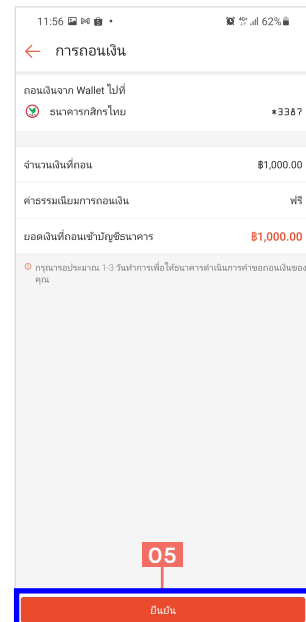 11:56 62%
การถอนเงิน
ถอนเงินจาก Wallet ไปที่
ธนาคารกสิกรไทย *3387
จำนวนเงินที่ถอน ฿1,000.00
ค่าธรรมเนียมการถอนเงิน ฟรี
ยอดเงินที่ถอนเข้าบัญชีธนาคาร ฿1,000.00
กรุณารอประมาณ 1-3 วันทำการเพื่อให้ธนาคารดำเนินการคำขอถอนเงินของ
คุณ
05
ยืนยัน